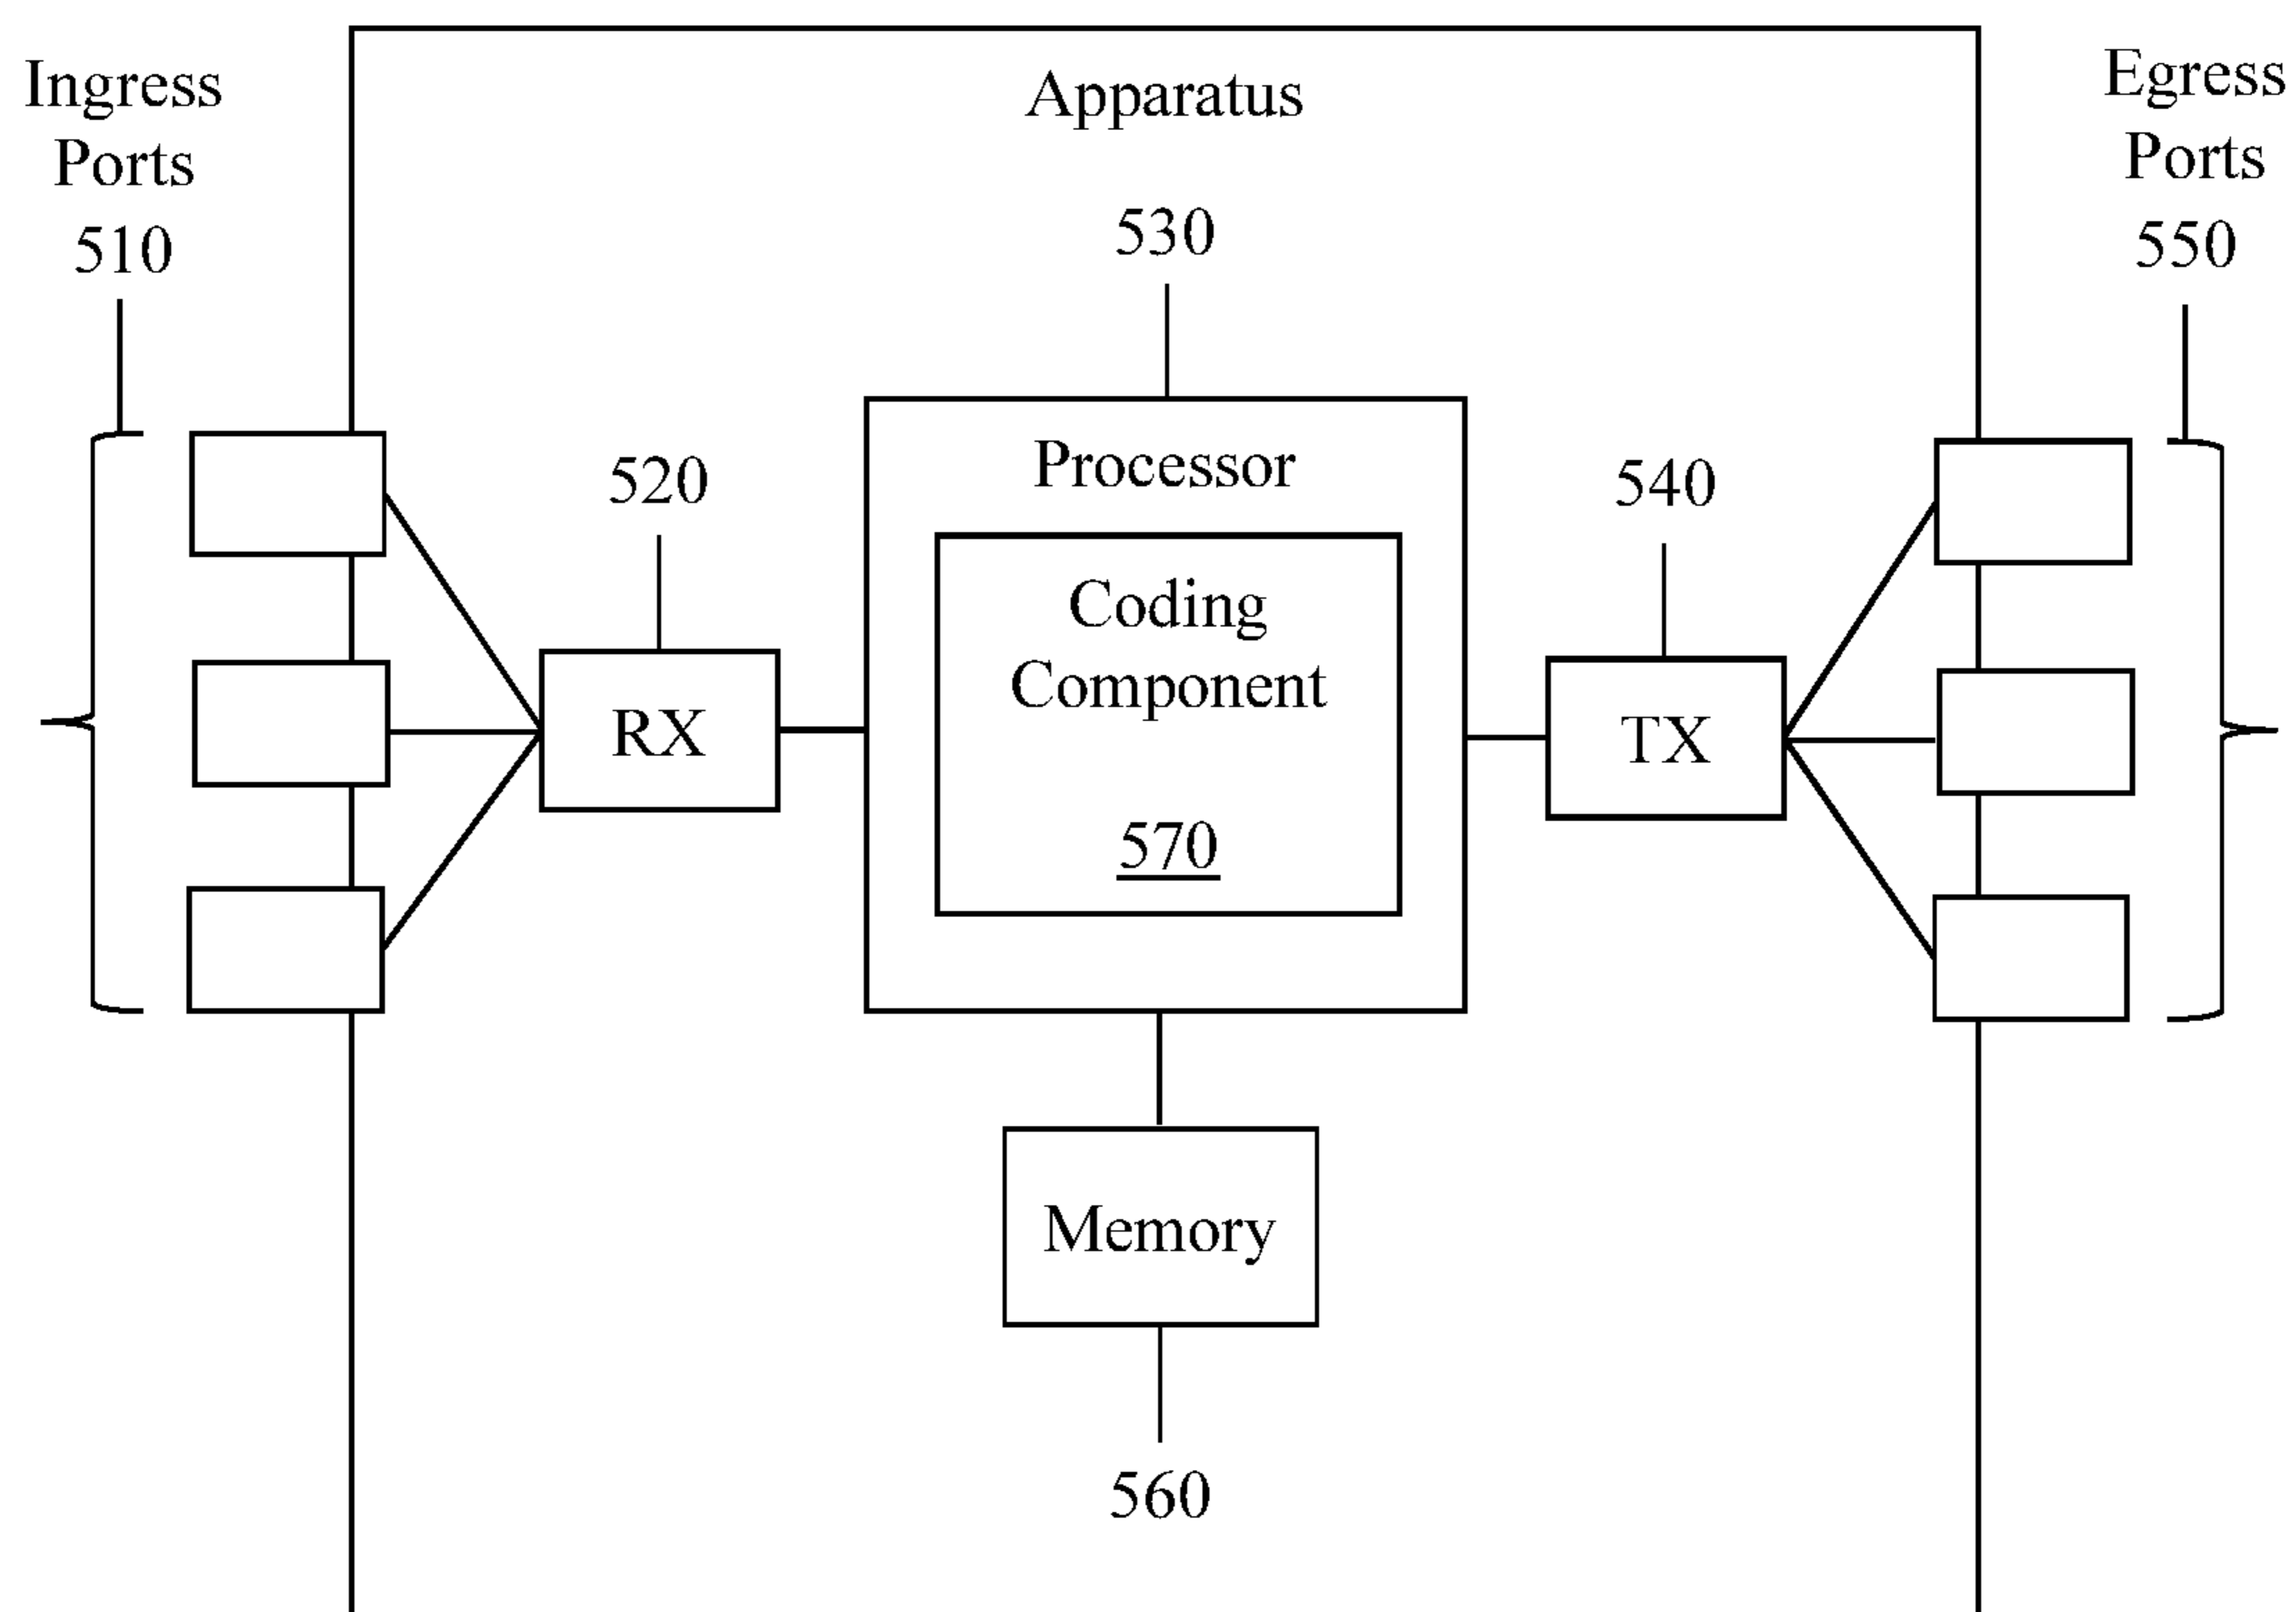 Ingress
Ports
510
Apparatus
530
Egress
Ports
550
520
Processor
540
Coding
Component
570
RX
TX
Memory
560